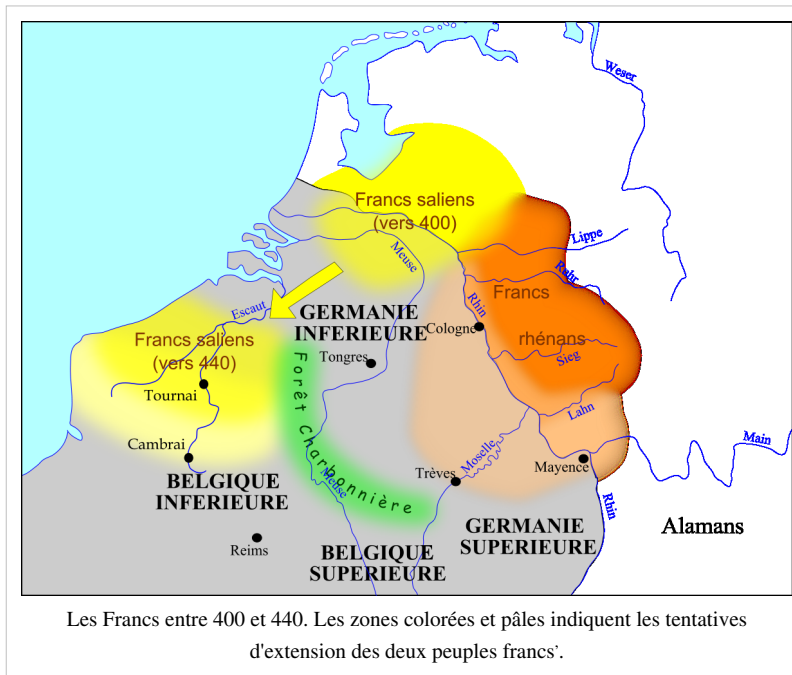 Weser
Francs saliens
(vers 400)
Lippe
Meuse
Ruhr
Rhin
Francs
Escaut
GERMANIE
INFERIEURE
Cologne
rhénans
Francs saliens
(vers 440)
Tongres
Sieg
Tournai
Forêt Charbonnière
Lahn
Main
Cambrai
Moselle
Mayence
Meuse
Trèves
BELGIQUE
INFERIEURE
Rhin
GERMANIE
SUPERIEURE
Alamans
Reims
BELGIQUE
SUPERIEURE
Les Francs entre 400 et 440. Les zones colorées et pâles indiquent les tentatives
d'extension des deux peuples francs,.